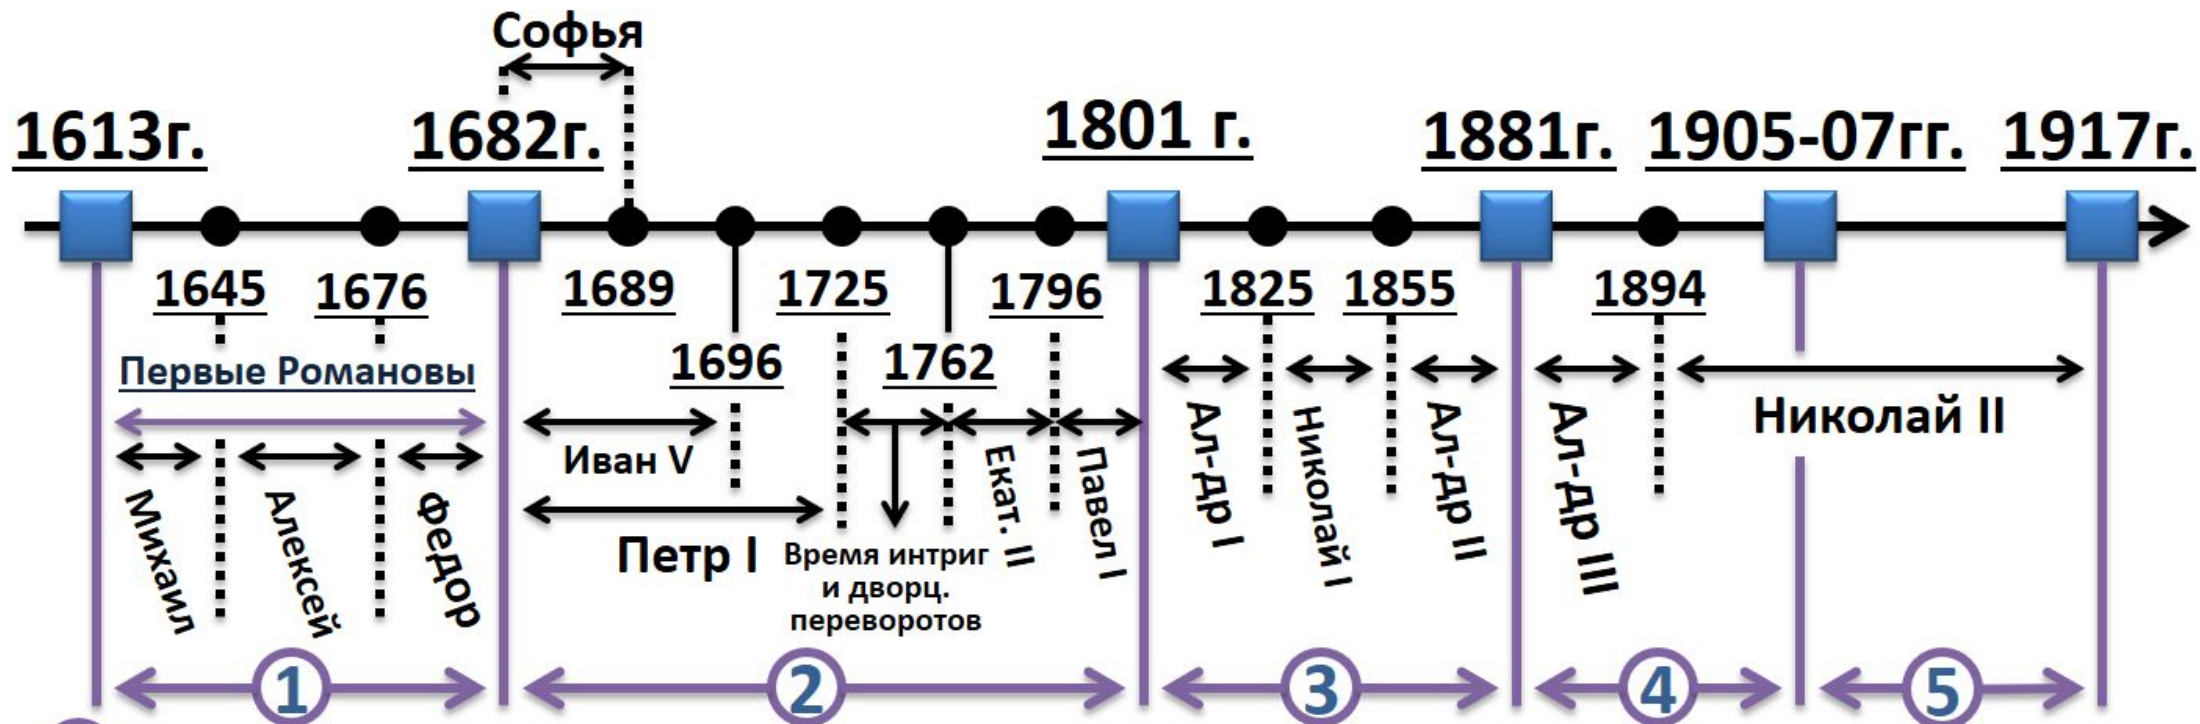 Софья
1613г.
1682г.
1801 г.
1881г.
1905-07гг.
1917г.
1645
1676
1689
1725
1796
1825
1855
1894
1696
1762
Первые Романовы
Михаил
Алексей
Федор
Иван V
Петр I
Время интриг
и дворц.
переворотов
Екат. II
Павел I
Ал-др I
Николай I
Ал-др II
Ал-др III
Николай II
1
2
3
4
5